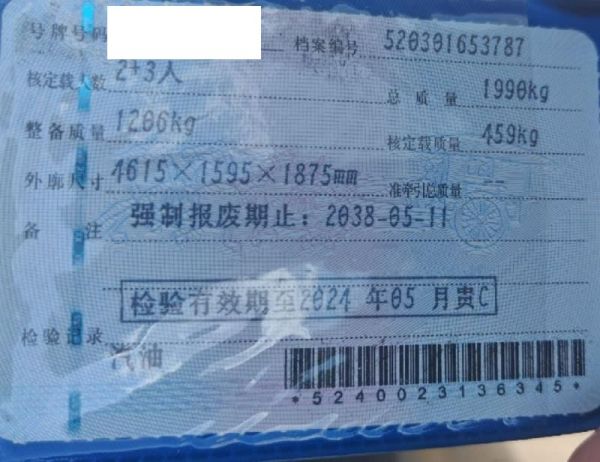 号牌号码 档案编号 520301653787
核定载人数 2+3人 总质量 1990kg
整备质量 1206kg 核定载质量 459kg
外廓尺寸 4615×1595×1875mm 准牵引总质量 --
备注 强制报废期止：2038-05-11
检验有效期至2024 年05 月贵C
检验记录
汽油
*5240023136345*